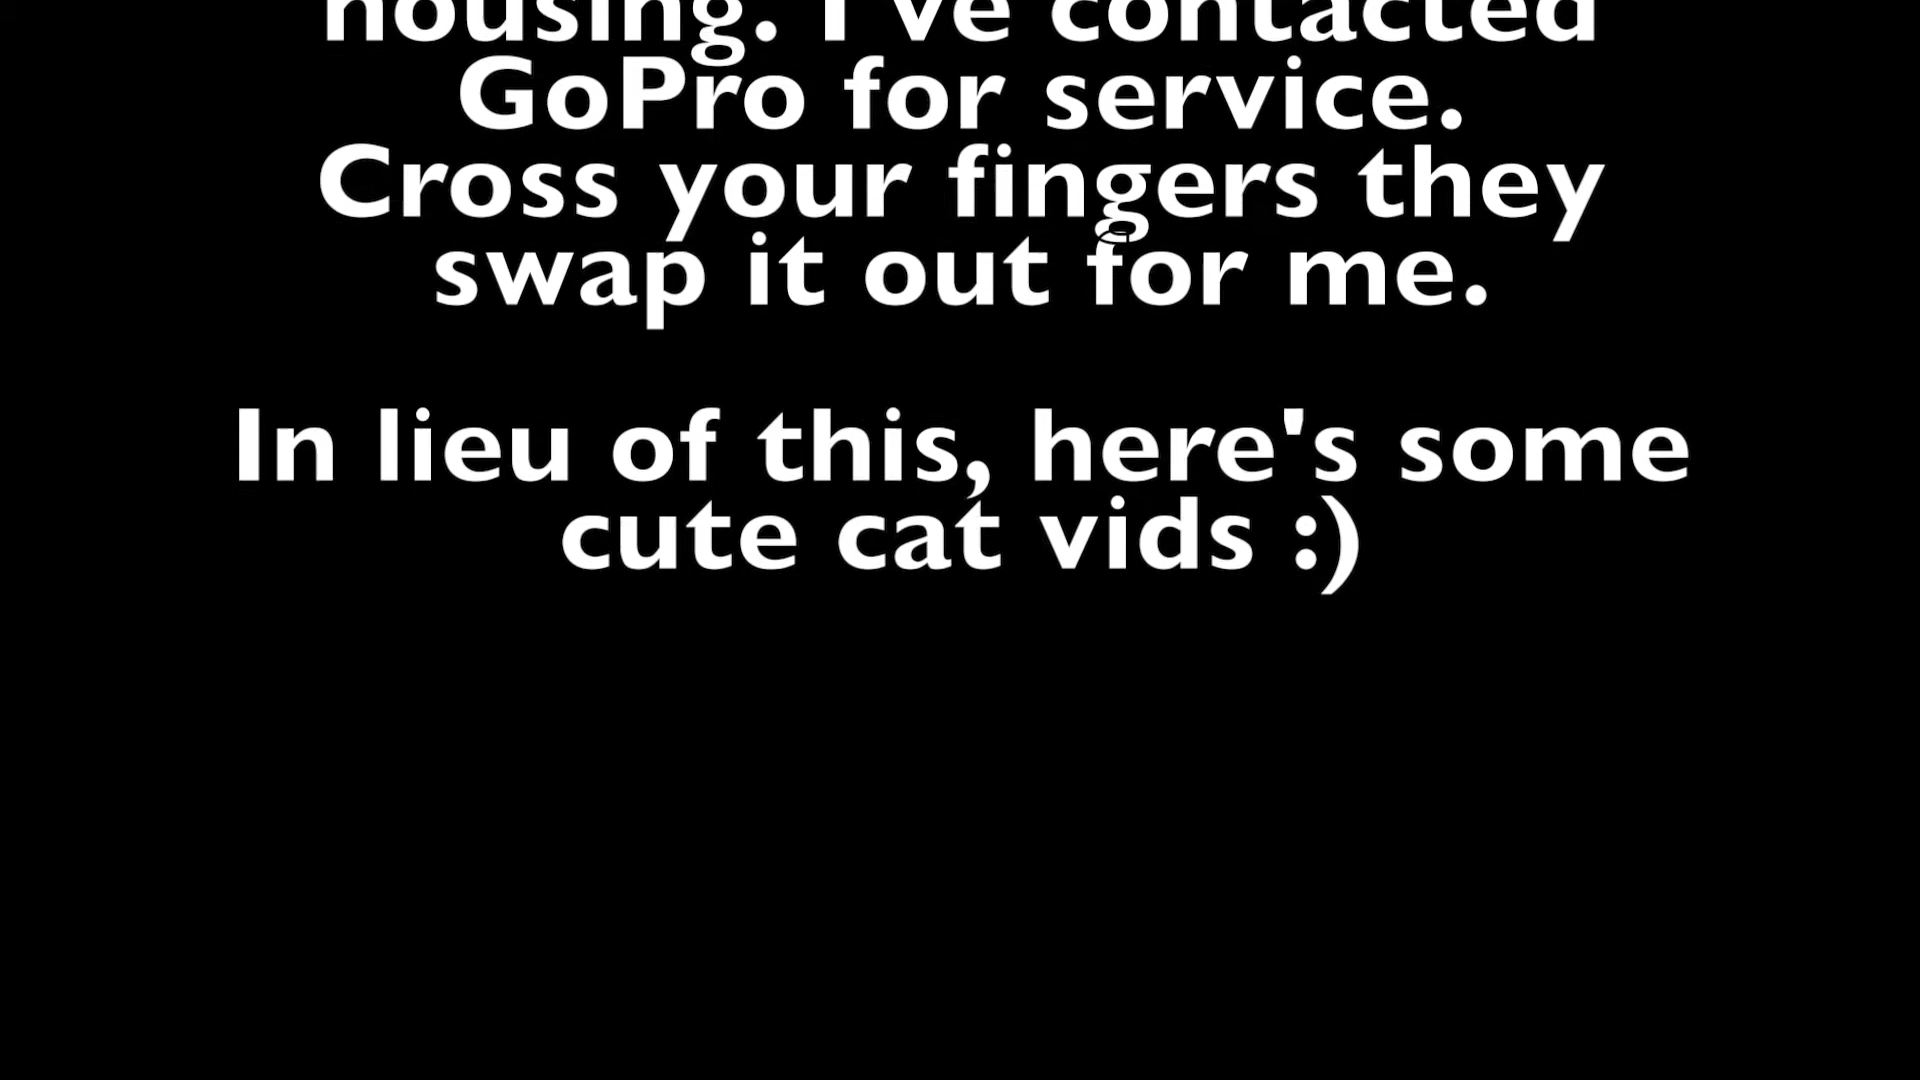 housing. I've contacted
GoPro for service.
Cross your fingers they
swap it out for me.
In lieu of this, here's some
cute cat vids :)